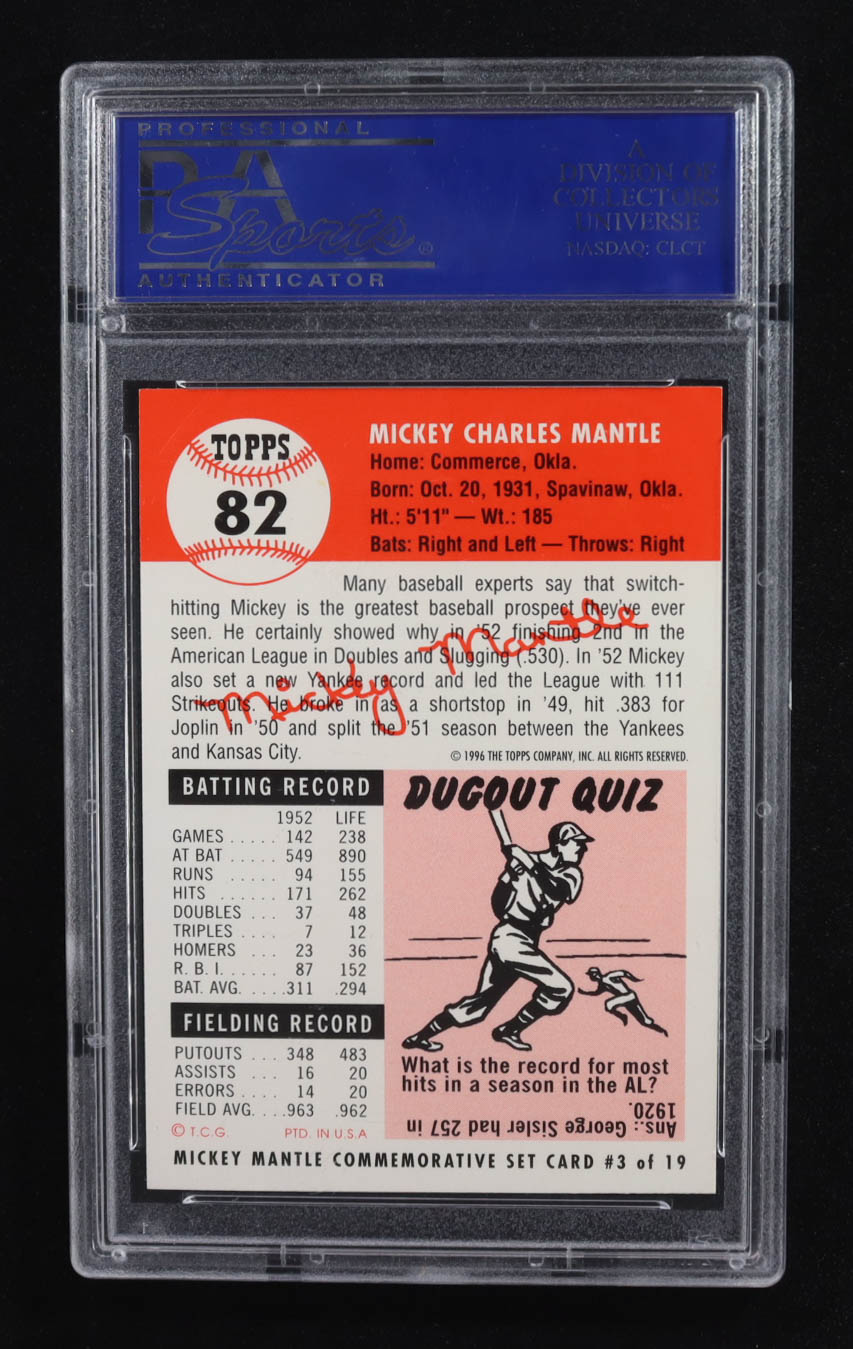 PROFESSIONAL
PSA
Sports®
AUTHENTICATOR
A
DIVISION OF
COLLECTORS
UNIVERSE
NASDAQ: CLCT
TOPPS
82
MICKEY CHARLES MANTLE
Home: Commerce, Okla.
Born: Oct. 20, 1931, Spavinaw, Okla.
Ht.: 5'11" — Wt.: 185
Bats: Right and Left — Throws: Right
Many baseball experts say that switch-
hitting Mickey is the greatest baseball prospect they've ever
seen. He certainly showed why in '52 finishing 2nd in the
American League in Doubles and Slugging (.530). In '52 Mickey
also set a new Yankee record and led the League with 111
Strikeouts. He broke in as a shortstop in '49, hit .383 for
Joplin in '50 and split the '51 season between the Yankees
and Kansas City.
Mickey Mantle
© 1996 THE TOPPS COMPANY, INC. ALL RIGHTS RESERVED.
BATTING RECORD
1952 LIFE
GAMES ..... 142 238
AT BAT ..... 549 890
RUNS ..... 94 155
HITS ...... 171 262
DOUBLES ... 37 48
TRIPLES .... 7 12
HOMERS ... 23 36
R. B. I. ...... 87 152
BAT. AVG. .....311 .294
FIELDING RECORD
PUTOUTS ... 348 483
ASSISTS ... 16 20
ERRORS .... 14 20
FIELD AVG. ...963 .962
© T.C.G. PTD. IN U.S.A
DUGOUT QUIZ
What is the record for most
hits in a season in the AL?
Ans.: George Sisler had 257 in
1920.
MICKEY MANTLE COMMEMORATIVE SET CARD #3 of 19